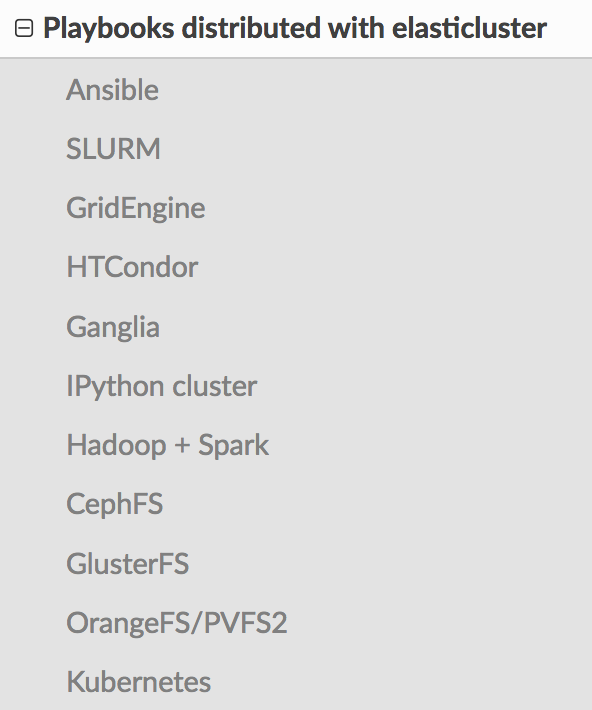 Playbooks distributed with elasticluster
Ansible
SLURM
GridEngine
HTCondor
Ganglia
IPython cluster
Hadoop + Spark
CephFS
GlusterFS
OrangeFS/PVFS2
Kubernetes